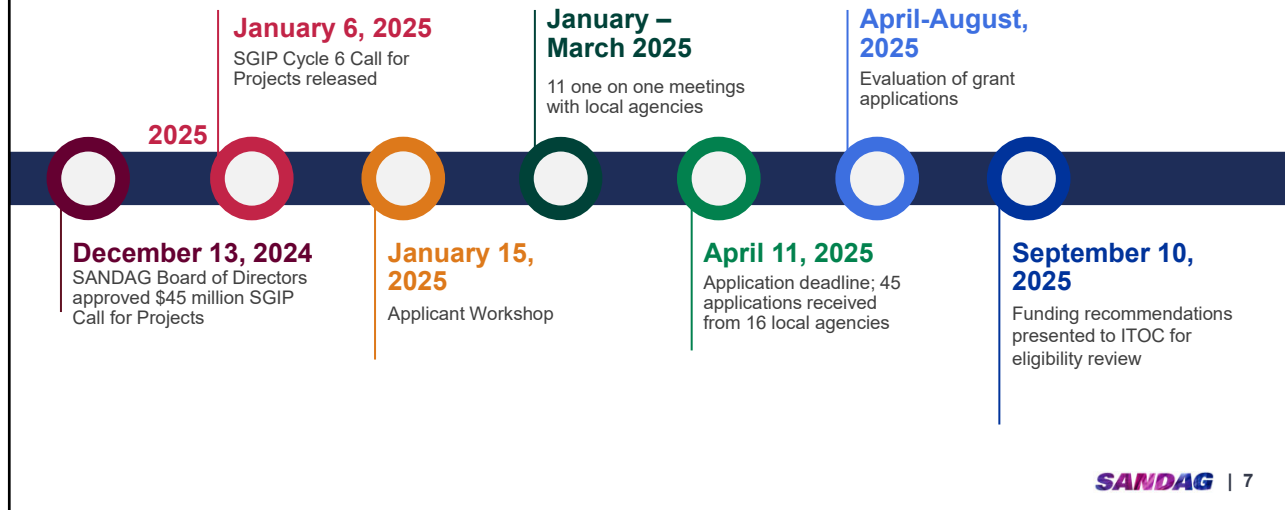 January 6, 2025
SGIP Cycle 6 Call for
Projects released
January –
March 2025
11 one on one meetings
with local agencies
April-August,
2025
Evaluation of grant
applications
2025
December 13, 2024
SANDAG Board of Directors
approved $45 million SGIP
Call for Projects
January 15,
2025
Applicant Workshop
April 11, 2025
Application deadline; 45
applications received
from 16 local agencies
September 10,
2025
Funding recommendations
presented to ITOC for
eligibility review
SANDAG | 7